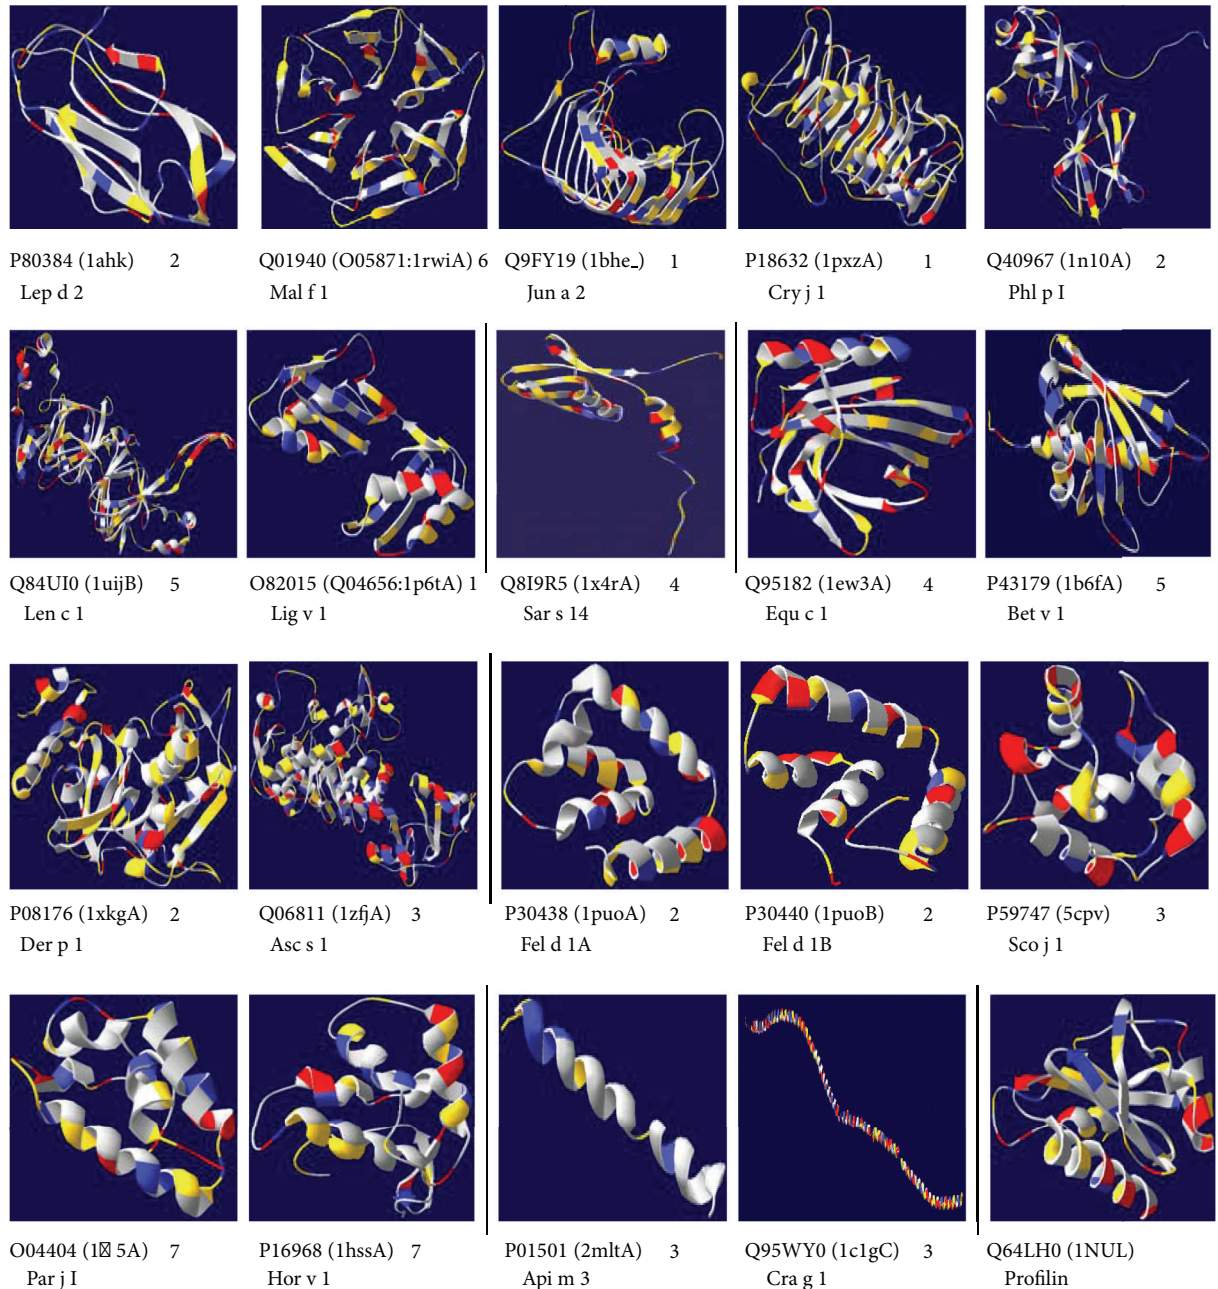 P80384 (1ahk) 2
Lep d 2
Q01940 (O05871:1rwiA) 6
Mal f 1
Q9FY19 (1bhe_) 1
Jun a 2
P18632 (1pxzA) 1
Cry j 1
Q40967 (1n10A) 2
Phl p I
Q84UI0 (1uijB) 5
Len c 1
O82015 (Q04656:1p6tA) 1
Lig v 1
Q8I9R5 (1x4rA) 4
Sar s 14
Q95182 (1ew3A) 4
Equ c 1
P43179 (1b6fA) 5
Bet v 1
P08176 (1xkgA) 2
Der p 1
Q06811 (1zfjA) 3
Asc s 1
P30438 (1puoA) 2
Fel d 1A
P30440 (1puoB) 2
Fel d 1B
P59747 (5cpv) 3
Sco j 1
O04404 (1☒ 5A) 7
Par j I
P16968 (1hssA) 7
Hor v 1
P01501 (2mltA) 3
Api m 3
Q95WY0 (1c1gC) 3
Cra g 1
Q64LH0 (1NUL)
Profilin